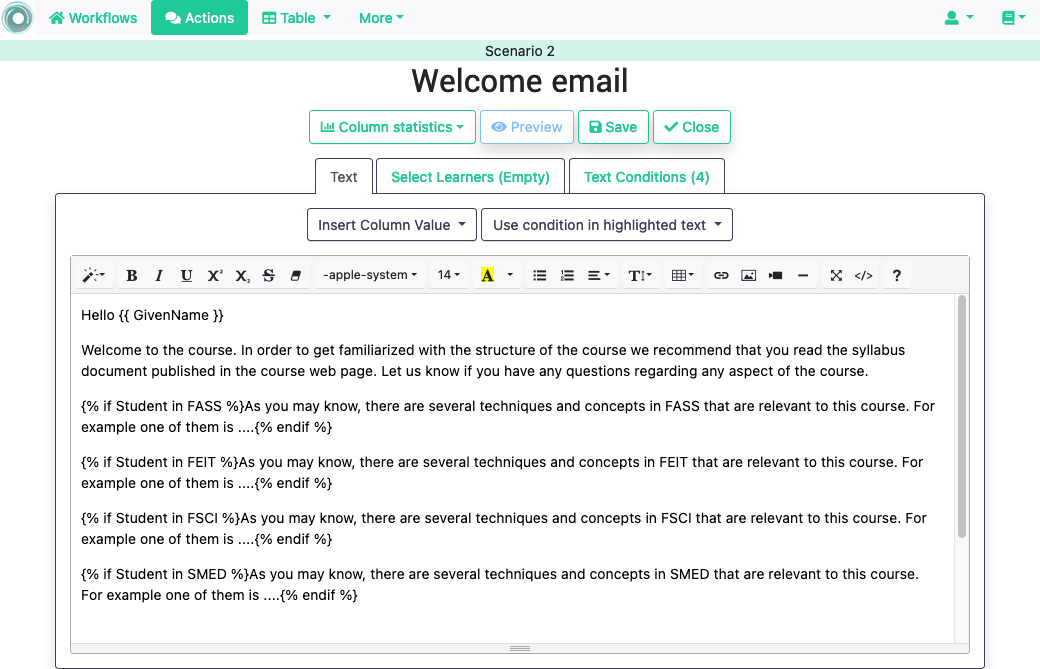 Workflows Actions Table More
Scenario 2
Welcome email
Column statistics Preview Save Close
Text Select Learners (Empty) Text Conditions (4)
Insert Column Value Use condition in highlighted text
B I U X² X₂ S -apple-system 14 A T </> ?
Hello {{ GivenName }}
Welcome to the course. In order to get familiarized with the structure of the course we recommend that you read the syllabus
document published in the course web page. Let us know if you have any questions regarding any aspect of the course.
{% if Student in FASS %}As you may know, there are several techniques and concepts in FASS that are relevant to this course. For
example one of them is ....{% endif %}
{% if Student in FEIT %}As you may know, there are several techniques and concepts in FEIT that are relevant to this course. For
example one of them is ....{% endif %}
{% if Student in FSCI %}As you may know, there are several techniques and concepts in FSCI that are relevant to this course. For
example one of them is ....{% endif %}
{% if Student in SMED %}As you may know, there are several techniques and concepts in SMED that are relevant to this course.
For example one of them is ....{% endif %}